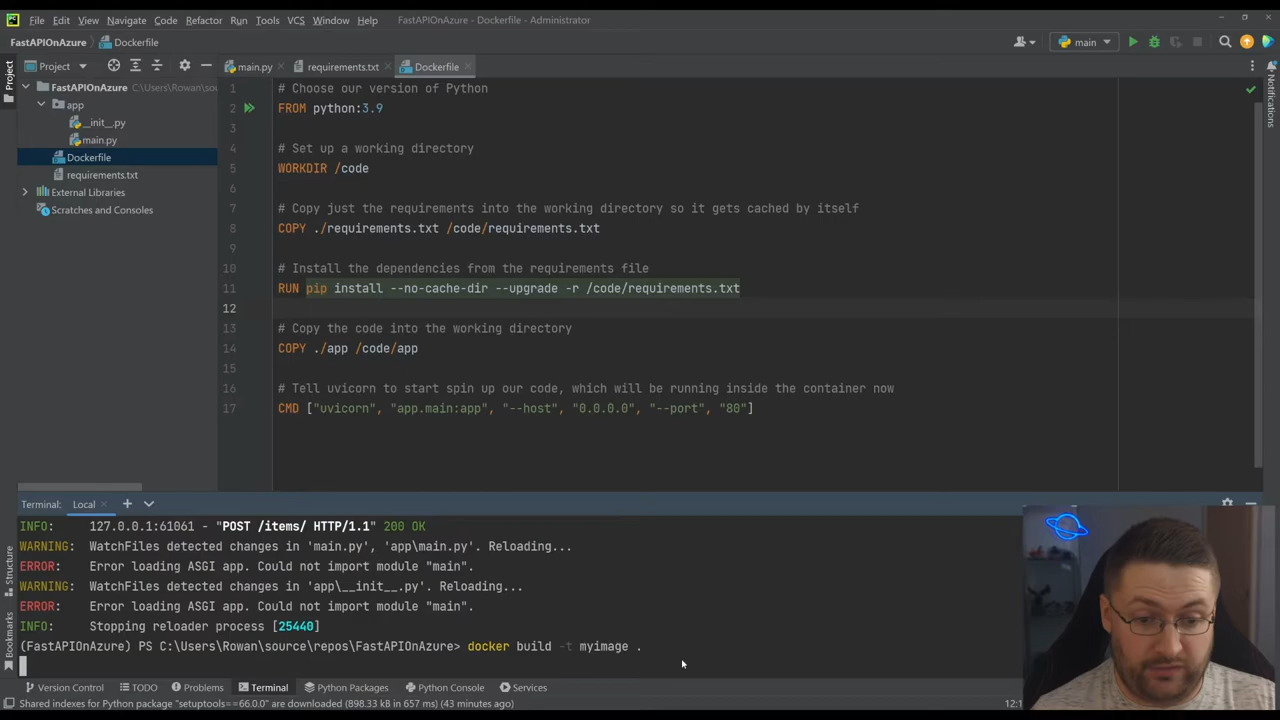 File Edit View Navigate Code Refactor Run Tools VCS Window Help FastAPIOnAzure - Dockerfile - Administrator
FastAPIOnAzure Dockerfile main
Project main.py requirements.txt Dockerfile
Project
Notifications
FastAPIOnAzure C:\Users\Rowan\sou
app
__init__.py
main.py
Dockerfile
requirements.txt
External Libraries
Scratches and Consoles
1 # Choose our version of Python
2 FROM python:3.9
3
4 # Set up a working directory
5 WORKDIR /code
6
7 # Copy just the requirements into the working directory so it gets cached by itself
8 COPY ./requirements.txt /code/requirements.txt
9
10 # Install the dependencies from the requirements file
11 RUN pip install --no-cache-dir --upgrade -r /code/requirements.txt
12
13 # Copy the code into the working directory
14 COPY ./app /code/app
15
16 # Tell uvicorn to start spin up our code, which will be running inside the container now
17 CMD ["uvicorn", "app.main:app", "--host", "0.0.0.0", "--port", "80"]
Terminal: Local
INFO: 127.0.0.1:61061 - "POST /items/ HTTP/1.1" 200 OK
WARNING: WatchFiles detected changes in 'main.py', 'app\main.py'. Reloading...
ERROR: Error loading ASGI app. Could not import module "main".
WARNING: WatchFiles detected changes in 'app\__init__.py'. Reloading...
ERROR: Error loading ASGI app. Could not import module "main".
INFO: Stopping reloader process [25440]
(FastAPIOnAzure) PS C:\Users\Rowan\source\repos\FastAPIOnAzure> docker build -t myimage .
Structure
Bookmarks
Version Control TODO Problems Terminal Python Packages Python Console Services
Shared indexes for Python package "setuptools==66.0.0" are downloaded (898.33 kB in 657 ms) (43 minutes ago) 12:1